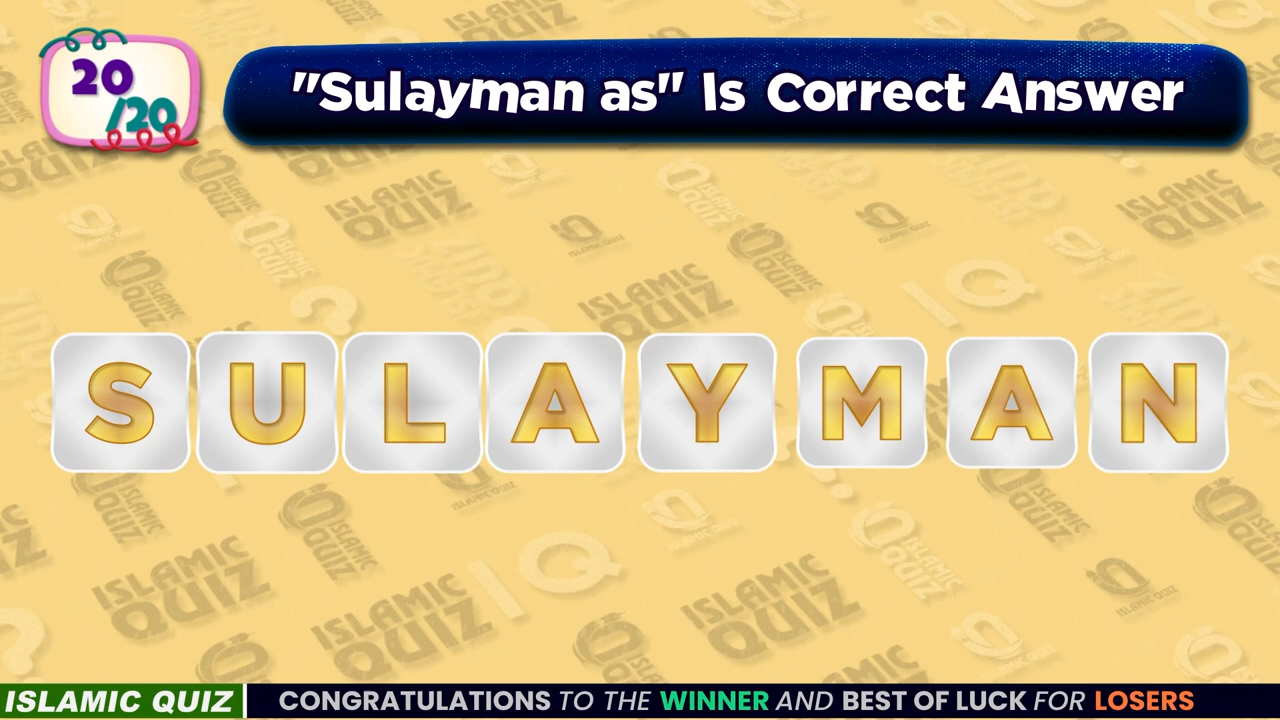 20
/20
"Sulayman as" Is Correct Answer
SULAYMAN
ISLAMIC QUIZ
CONGRATULATIONS TO THE WINNER AND BEST OF LUCK FOR LOSERS